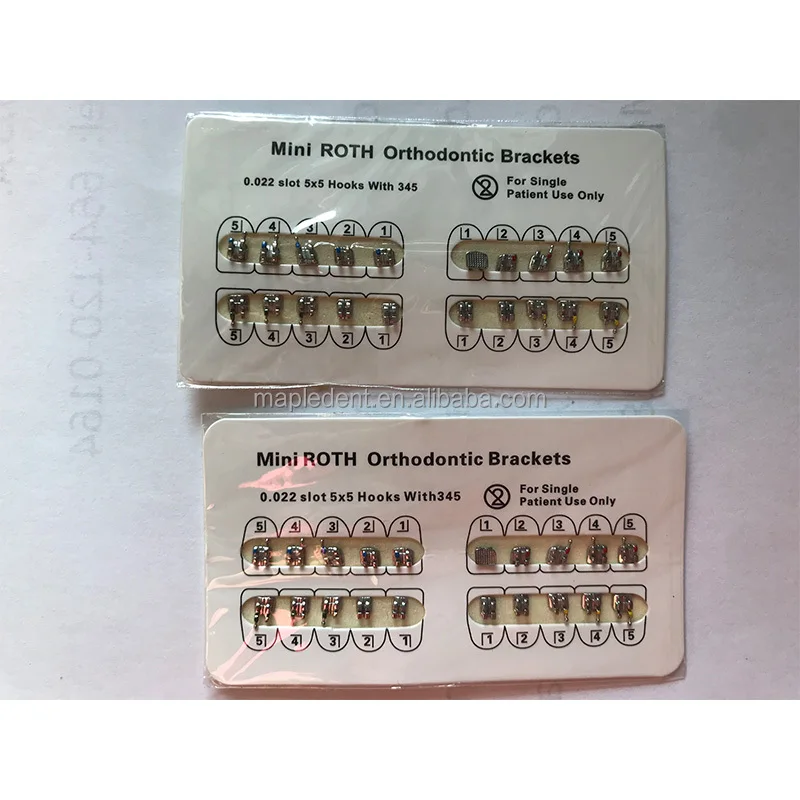 Mini ROTH Orthodontic Brackets
0.022 slot 5x5 Hooks With 345
For Single
Patient Use Only
5 4 3 2 1
1 2 3 4 5
5 4 3 2 1
1 2 3 4 5
mapledent.en.alibaba.com
Mini ROTH Orthodontic Brackets
0.022 slot 5x5 Hooks With345
For Single
Patient Use Only
5 4 3 2 1
1 2 3 4 5
5 4 3 2 1
1 2 3 4 5
664-120-0164